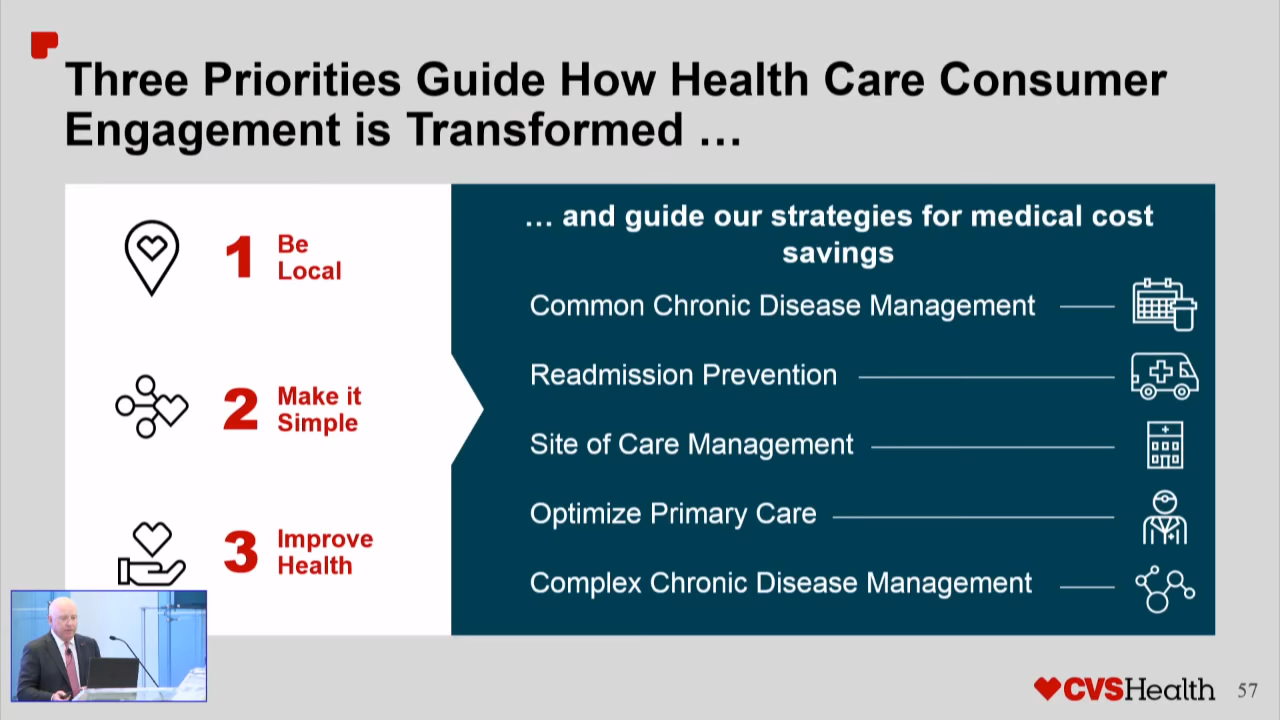 Three Priorities Guide How Health Care Consumer
Engagement is Transformed …
1 Be
Local
2 Make it
Simple
3 Improve
Health
… and guide our strategies for medical cost
savings
Common Chronic Disease Management
Readmission Prevention
Site of Care Management
Optimize Primary Care
Complex Chronic Disease Management
CVSHealth
57